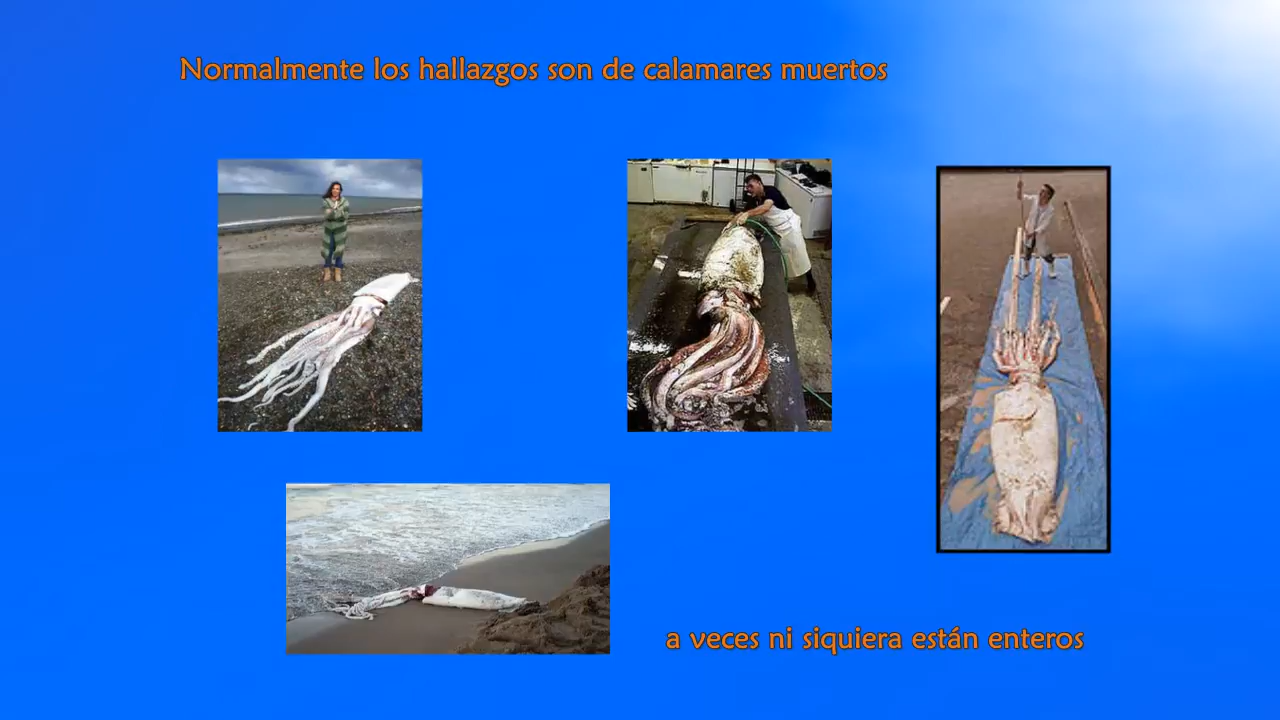 Normalmente los hallazgos son de calamares muertos
a veces ni siquiera están enteros